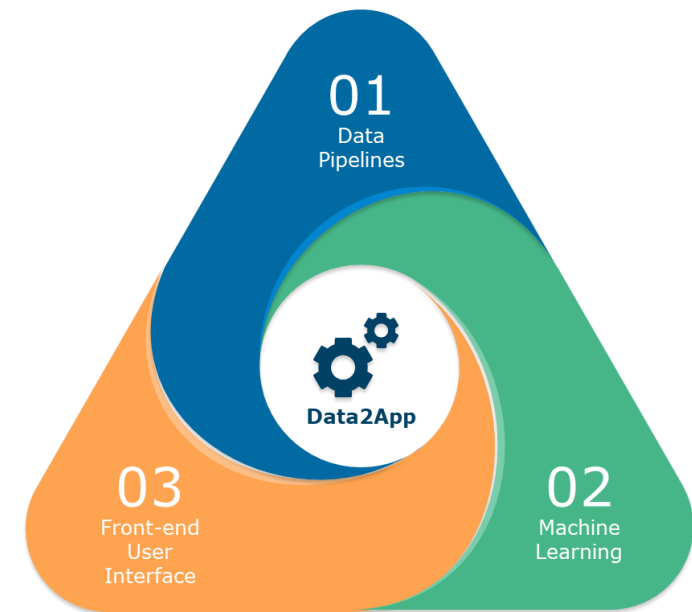 01
Data
Pipelines
Data2App
03
Front-end
User
Interface
02
Machine
Learning